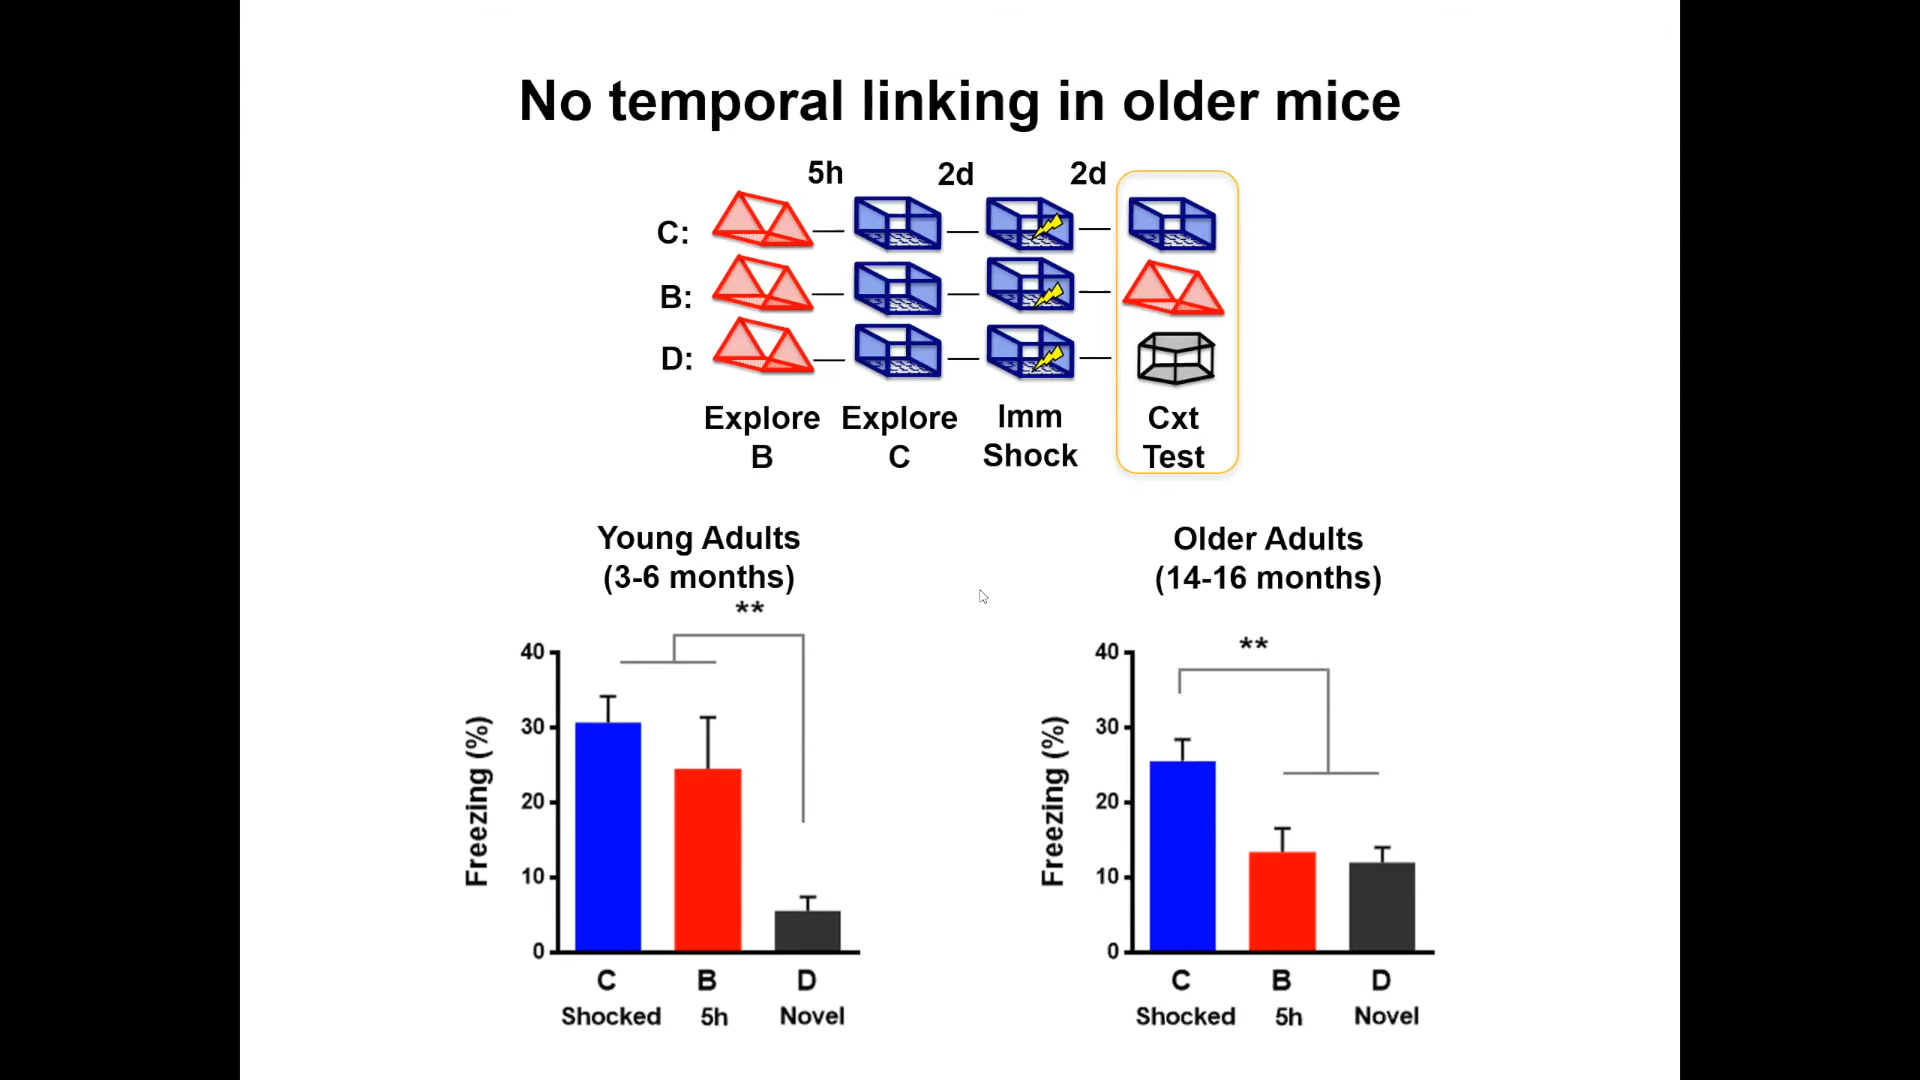 No temporal linking in older mice
5h 2d 2d
C:
B:
D:
Explore Explore Imm Cxt
B C Shock Test
Young Adults
(3-6 months)
**
40
30
20
10
0
Freezing (%)
C B D
Shocked 5h Novel
Older Adults
(14-16 months)
**
40
30
20
10
0
Freezing (%)
C B D
Shocked 5h Novel